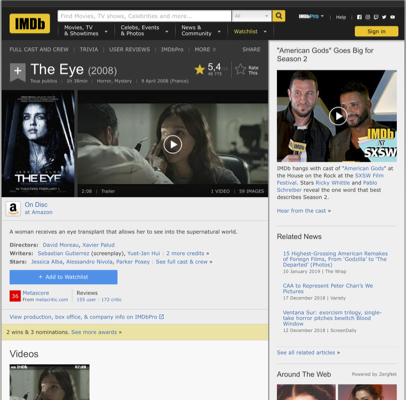 IMDb
Find Movies, TV shows, Celebrities and more...
All
IMDbPro
Help
Movies, TV & Showtimes
Celebs, Events & Photos
News & Community
Watchlist
Sign in
FULL CAST AND CREW | TRIVIA | USER REVIEWS | IMDbPro | MORE
SHARE
The Eye (2008)
5,4
Rate This
Tous publics | 1h 38min | Horror, Mystery | 9 April 2008 (France)
JESSICA ALBA
THE EYE
2:08 | Trailer
1 VIDEO | 59 IMAGES
On Disc
at Amazon
A woman receives an eye transplant that allows her to see into the supernatural world.
Directors: David Moreau, Xavier Palud
Writers: Sebastian Gutierrez (screenplay), Yuet-Jan Hui | 2 more credits »
Stars: Jessica Alba, Alessandro Nivola, Parker Posey | See full cast & crew »
+ Add to Watchlist
36
Metascore
From metacritic.com
Reviews
155 user | 172 critic
View production, box office, & company info on IMDbPro
2 wins & 3 nominations. See more awards »
Videos
"American Gods" Goes Big for Season 2
IMDb
AT
SXSW
IMDb hangs with cast of "American Gods" at the House on the Rock at the SXSW Film Festival. Stars Ricky Whittle and Pablo Schreiber reveal the one word that best describes Season 2.
Hear from the cast »
Related News
15 Highest-Grossing American Remakes of Foreign Films, From 'Godzilla' to 'The Departed' (Photos)
10 January 2019 | The Wrap
CAA to Represent Peter Chan's We Pictures
17 December 2018 | Variety
Ventana Sur: exorcism trilogy, single-take horror pitches bewitch Blood Window
12 December 2018 | ScreenDaily
See all related articles »
Around The Web | Powered by ZergNet